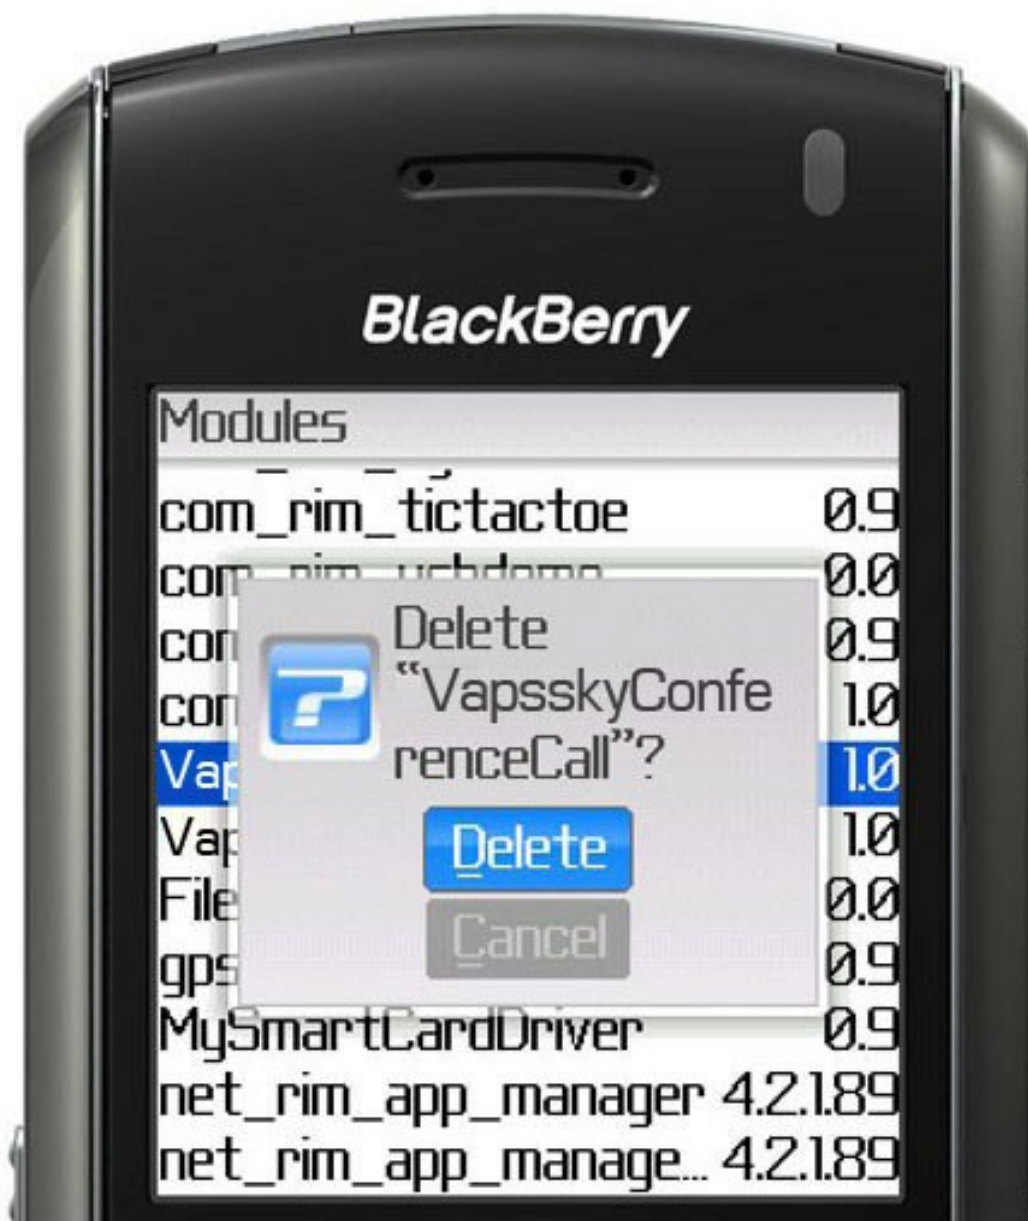 BlackBerry
Modules
com_rim_tictactoe 0.9
0.0
0.9
1.0
1.0
1.0
0.0
0.9
Delete
“VapsskyConfe
renceCall”?
Delete
Cancel
MySmartCardDriver 0.9
net_rim_app_manager 4.2.1.89
net_rim_app_manage... 4.2.1.89